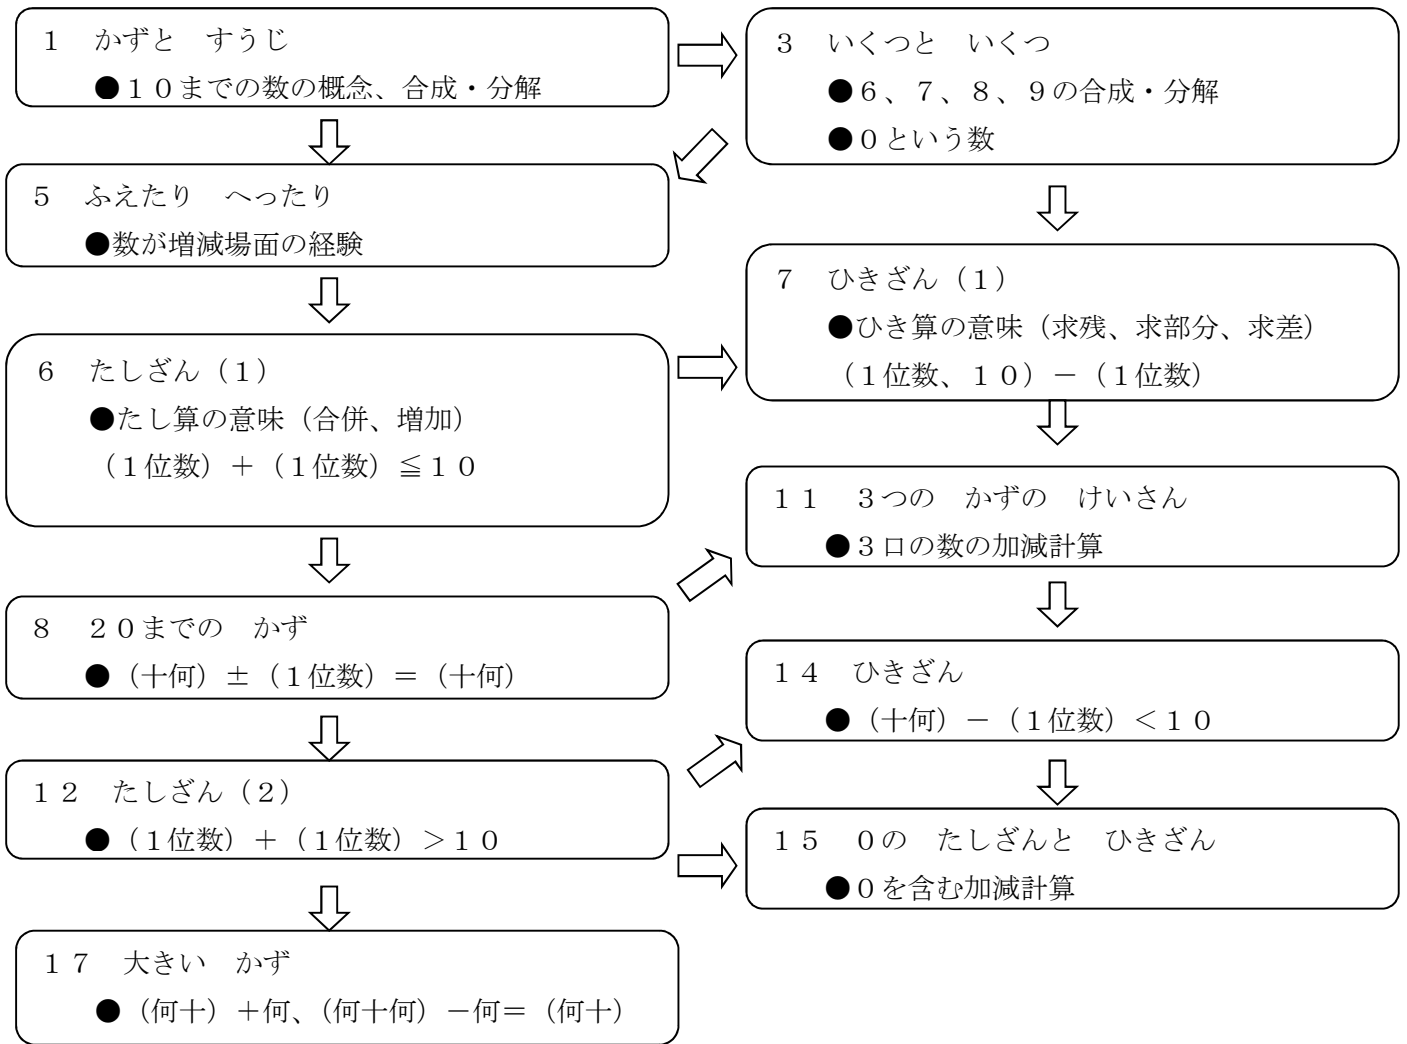 １　かずと　すうじ
●１０までの数の概念、合成・分解
３　いくつと　いくつ
●６、７、８、９の合成・分解
●０という数
５　ふえたり　へったり
●数が増減場面の経験
７　ひきざん（１）
●ひき算の意味（求残、求部分、求差）
（１位数、１０）－（１位数）
６　たしざん（１）
●たし算の意味（合併、増加）
（１位数）＋（１位数）≦１０
１１　３つの　かずの　けいさん
●３口の数の加減計算
８　２０までの　かず
●（十何）±（１位数）＝（十何）
１４　ひきざん
●（十何）－（１位数）＜１０
１２　たしざん（２）
●（１位数）＋（１位数）＞１０
１５　０の　たしざんと　ひきざん
●０を含む加減計算
１７　大きい　かず
●（何十）＋何、（何十何）－何＝（何十）